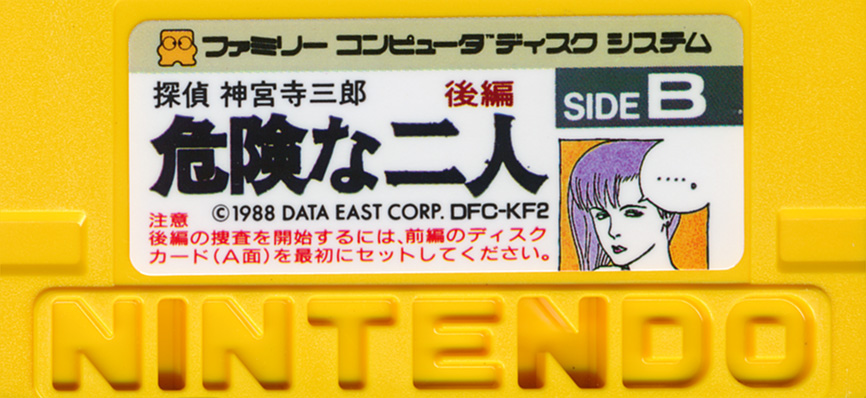 ファミリー コンピュータ™ディスク システム
探偵 神宮寺三郎 後編
危険な二人
SIDE B
....
©1988 DATA EAST CORP. DFC-KF2
注意
後編の捜査を開始するには、前編のディスク
カード(A面)を最初にセットしてください。
NINTENDO